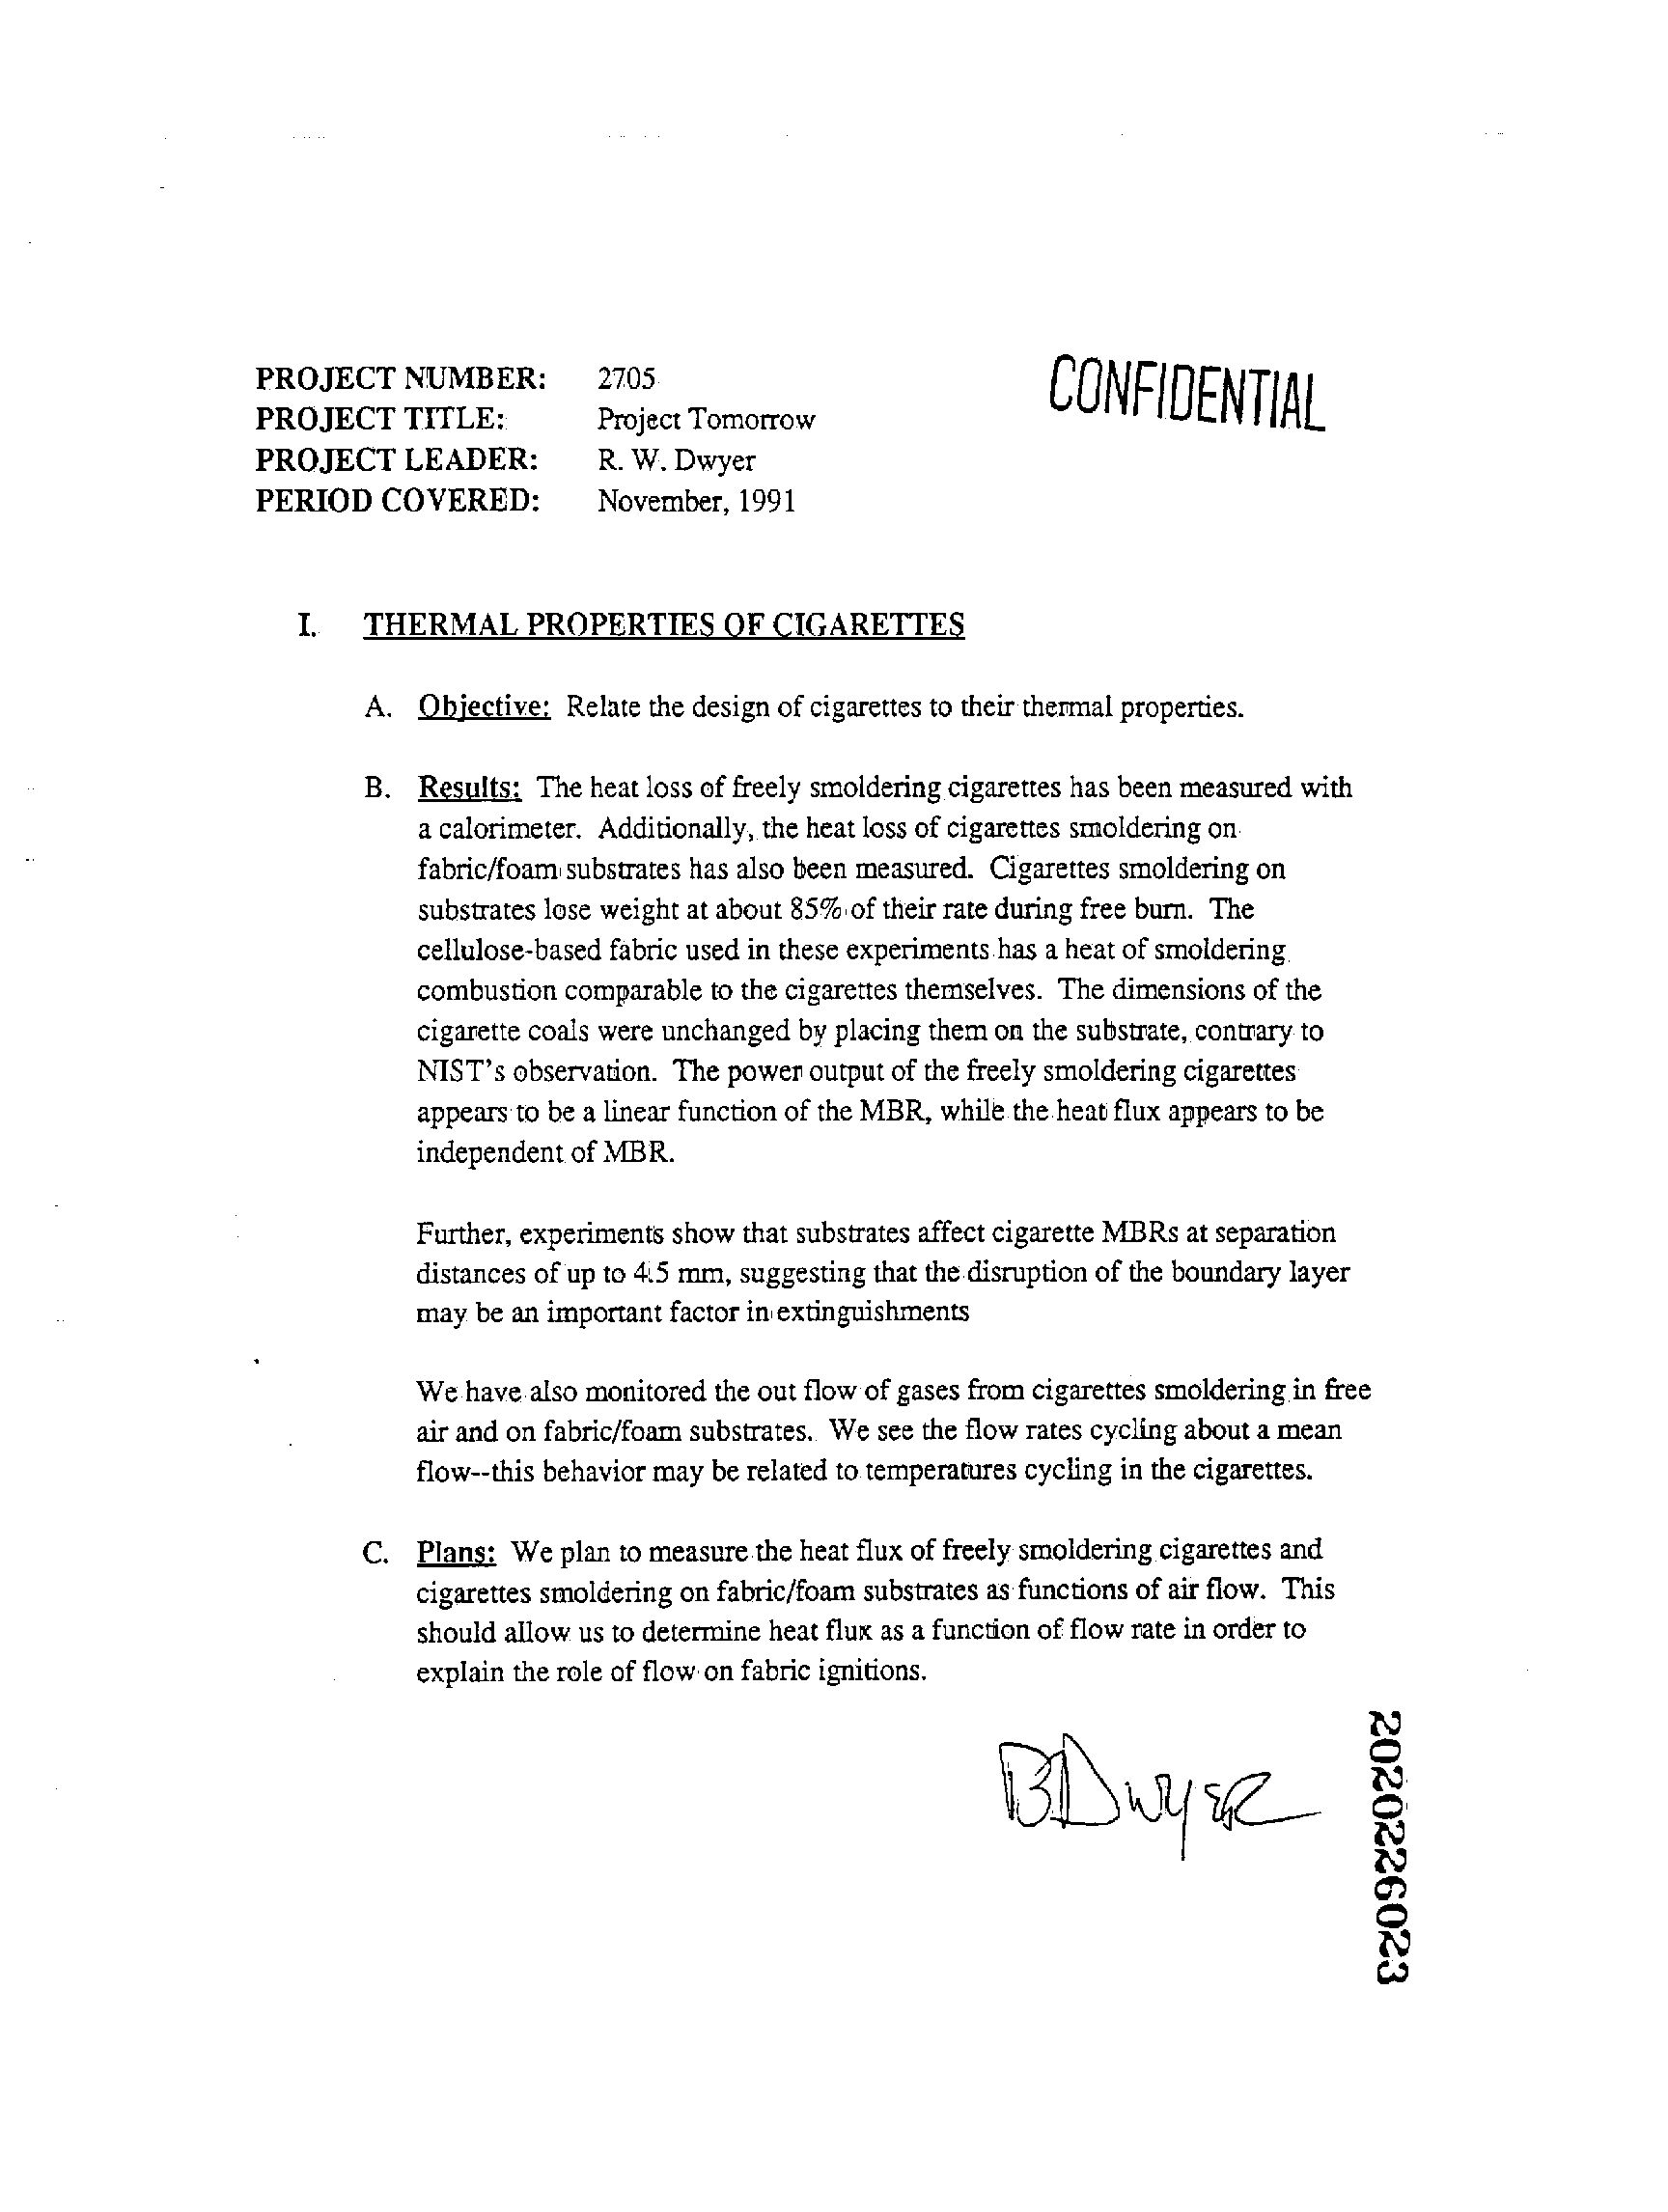 PROJECT NUMBER: 2705
CONFIDENTIAL
PROJECT TITLE: Project Tomorrow
PROJECT LEADER: R. W. Dwyer
PERIOD COVERED: November, 1991
I. THERMAL PROPERTIES OF CIGARETTES
A. Objective: Relate the design of cigarettes to their thermal properties.
B. Results: The heat loss of freely smoldering cigarettes has been measured with
a calorimeter. Additionally, the heat loss of cigarettes smoldering on
fabric/foam substrates has also been measured. Cigarettes smoldering on
substrates lose weight at about 85% of their rate during free burn. The
cellulose-based fabric used in these experiments has a heat of smoldering
combustion comparable to the cigarettes themselves. The dimensions of the
cigarette coals were unchanged by placing them on the substrate, contrary to
NIST's observation. The power output of the freely smoldering cigarettes
appears to be a linear function of the MBR, while the heat flux appears to be
independent of MBR.
Further, experiments show that substrates affect cigarette MBRs at separation
distances of up to 4.5 mm, suggesting that the disruption of the boundary layer
may be an important factor in extinguishments
We have also monitored the out flow of gases from cigarettes smoldering in free
air and on fabric/foam substrates. We see the flow rates cycling about a mean
flow--this behavior may be related to temperatures cycling in the cigarettes.
C. Plans: We plan to measure the heat flux of freely smoldering cigarettes and
cigarettes smoldering on fabric/foam substrates as functions of air flow. This
should allow us to determine heat flux as a function of flow rate in order to
explain the role of flow on fabric ignitions.
B Dwyer
2020226023